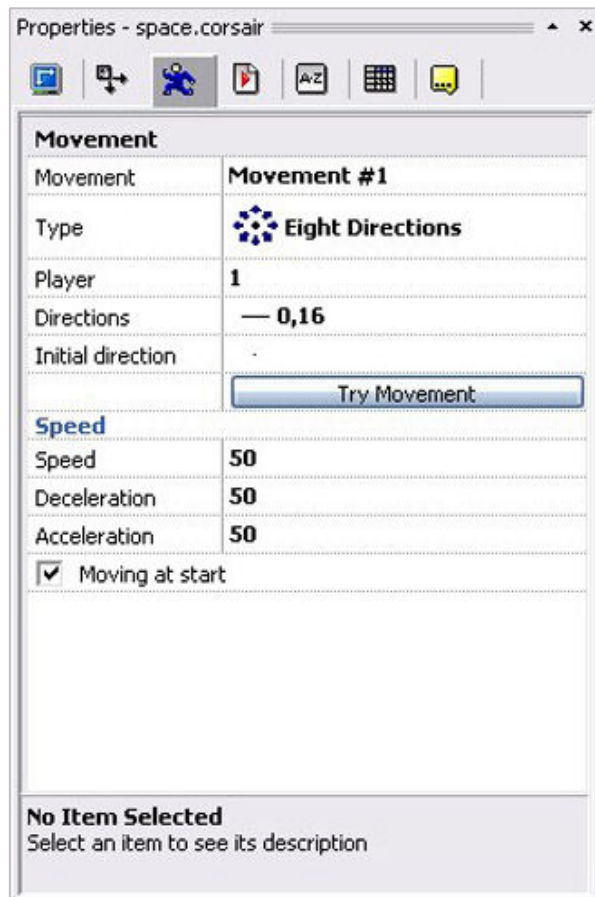 Properties - space.corsair
A-Z
Movement
Movement Movement #1
Type Eight Directions
Player 1
Directions 0,16
Initial direction
Try Movement
Speed
Speed 50
Deceleration 50
Acceleration 50
Moving at start
No Item Selected
Select an item to see its description